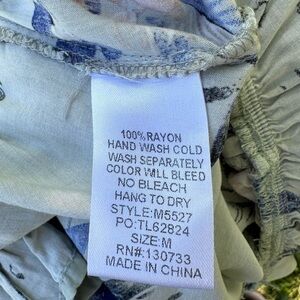 100% RAYON
HAND WASH COLD
WASH SEPARATELY
COLOR WILL BLEED
NO BLEACH
HANG TO DRY
STYLE:M5527
PO:TL62824
SIZE:M
RN#:130733
MADE IN CHINA